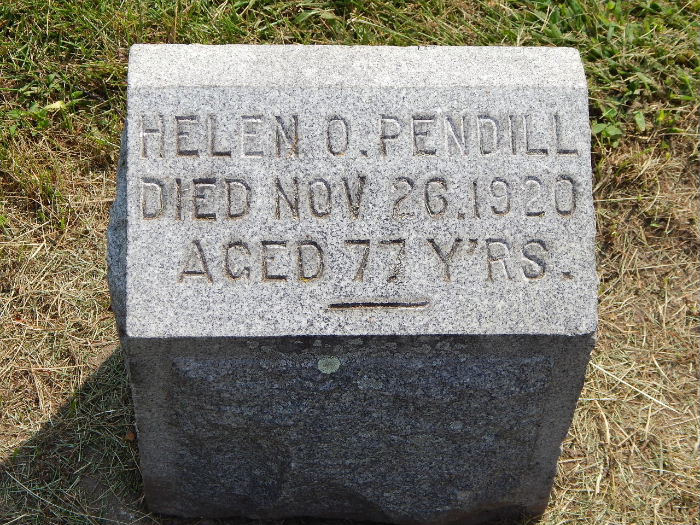 HELEN O. PENDILL
DIED NOV 26.1920
AGED 77 Y'RS.